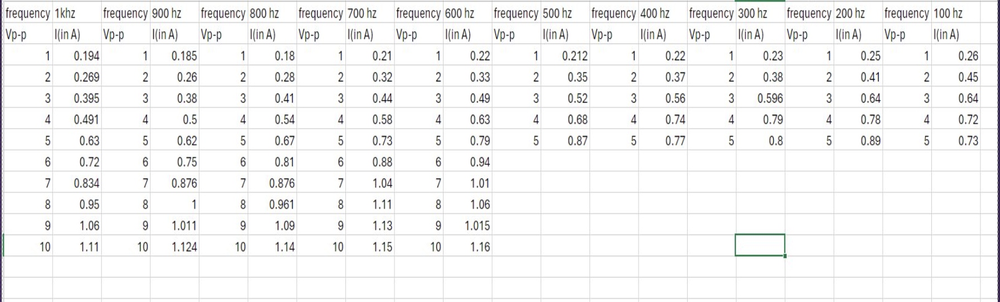 frequency 1khz frequency 900 hz frequency 800 hz frequency 700 hz frequency 600 hz frequency 500 hz frequency 400 hz frequency 300 hz frequency 200 hz frequency 100 hz
Vp-p I(in A) Vp-p I(in A) Vp-p I(in A) Vp-p I(in A) Vp-p I(in A) Vp-p I(in A) Vp-p I(in A) Vp-p I(in A) Vp-p I(in A) Vp-p I(in A)
1 0.194 1 0.185 1 0.18 1 0.21 1 0.22 1 0.212 1 0.22 1 0.23 1 0.25 1 0.26
2 0.269 2 0.26 2 0.28 2 0.32 2 0.33 2 0.35 2 0.37 2 0.38 2 0.41 2 0.45
3 0.395 3 0.38 3 0.41 3 0.44 3 0.49 3 0.52 3 0.56 3 0.596 3 0.64 3 0.64
4 0.491 4 0.5 4 0.54 4 0.58 4 0.63 4 0.68 4 0.74 4 0.79 4 0.78 4 0.72
5 0.63 5 0.62 5 0.67 5 0.73 5 0.79 5 0.87 5 0.77 5 0.8 5 0.89 5 0.73
6 0.72 6 0.75 6 0.81 6 0.88 6 0.94
7 0.834 7 0.876 7 0.876 7 1.04 7 1.01
8 0.95 8 1 8 0.961 8 1.11 8 1.06
9 1.06 9 1.011 9 1.09 9 1.13 9 1.015
10 1.11 10 1.124 10 1.14 10 1.15 10 1.16